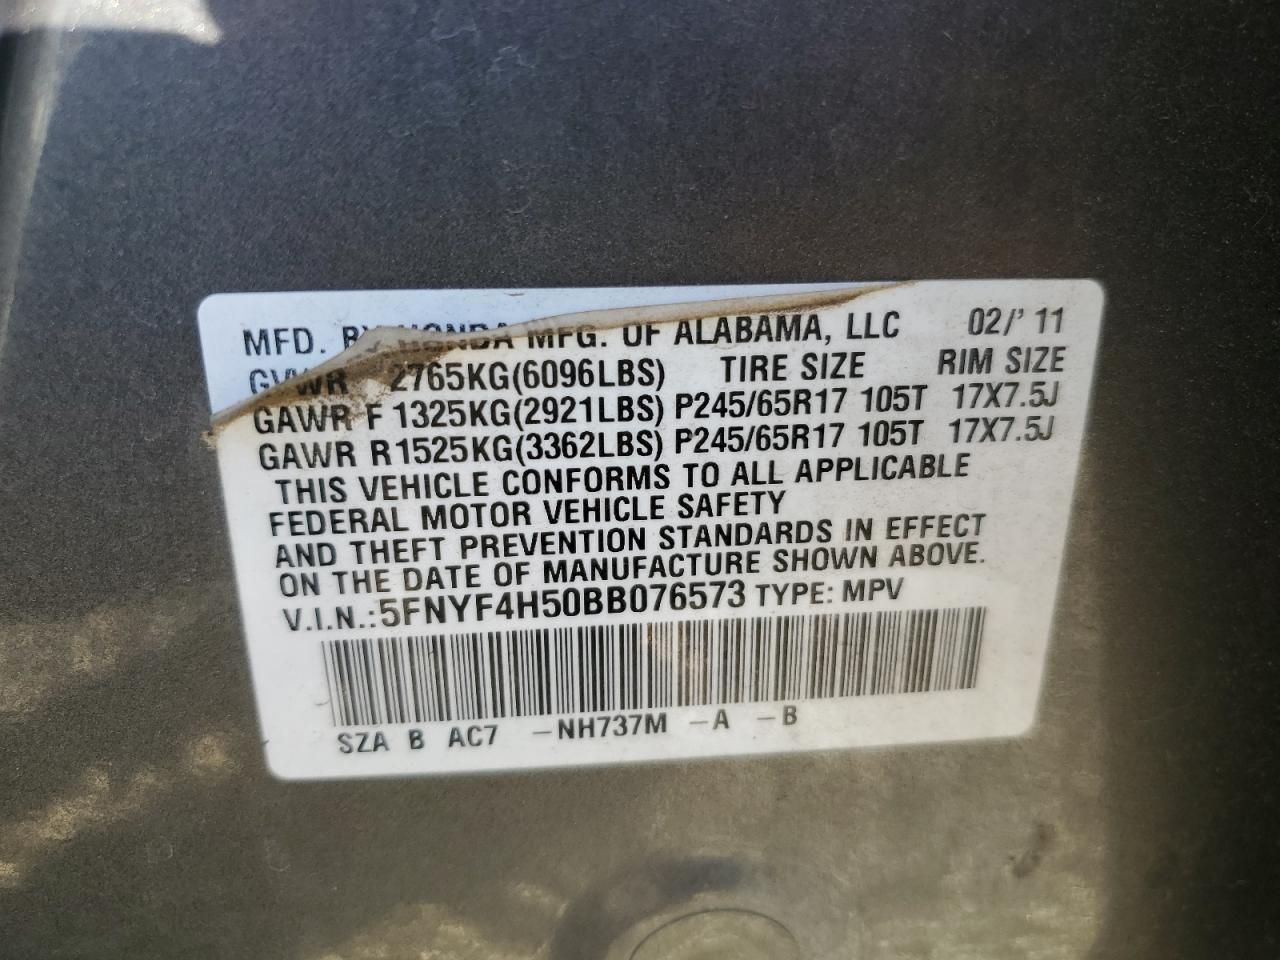 MFD. BY HONDA MFG. OF ALABAMA, LLC 02/'11
GVWR 2765KG(6096LBS) TIRE SIZE RIM SIZE
GAWR F 1325KG(2921LBS) P245/65R17 105T 17X7.5J
GAWR R1525KG(3362LBS) P245/65R17 105T 17X7.5J
THIS VEHICLE CONFORMS TO ALL APPLICABLE
FEDERAL MOTOR VEHICLE SAFETY
AND THEFT PREVENTION STANDARDS IN EFFECT
ON THE DATE OF MANUFACTURE SHOWN ABOVE.
V.I.N.:5FNYF4H50BB076573 TYPE: MPV
SZA B AC7 –NH737M –A –B